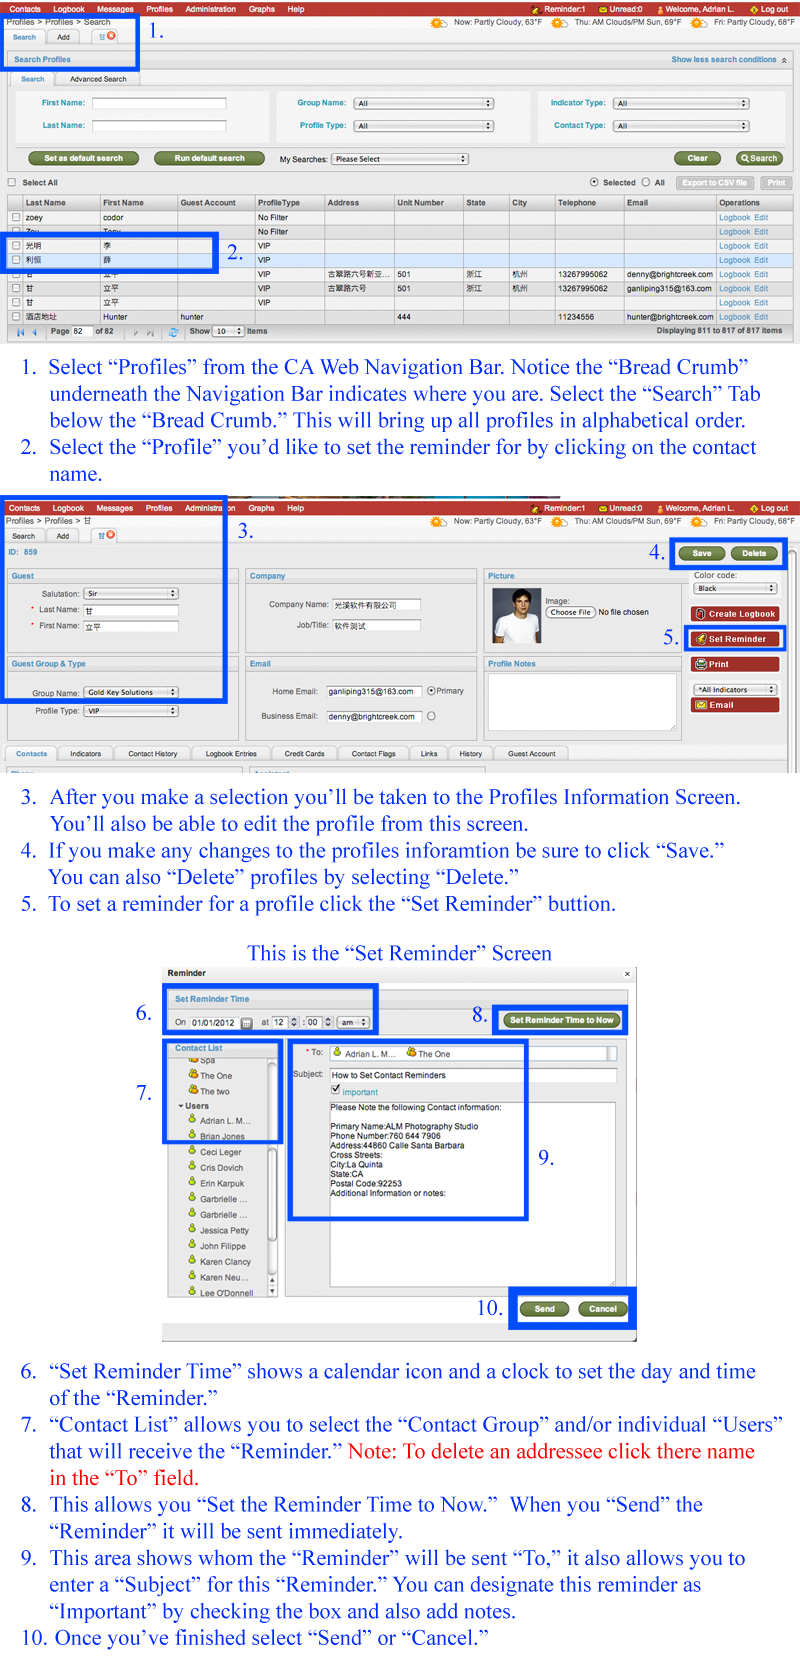 Contacts Logbook Messages Profiles Administration Graphs Help Reminder:1 Unread:0 Welcome, Adrian L. Log out
Profiles > Profiles > Search Now: Partly Cloudy, 63°F Thu: AM Clouds/PM Sun, 69°F Fri: Partly Cloudy, 68°F
Search Add 甘 1.
Search Profiles Show less search conditions
Search Advanced Search
First Name: Group Name: All Indicator Type: All
Last Name: Profile Type: All Contact Type: All
Set as default search Run default search My Searches: Please Select Clear Search
Select All Selected All Export to CSV file Print
Last Name First Name Guest Account ProfileType Address Unit Number State City Telephone Email Operations
zoey codor No Filter Logbook Edit
Zoy Tony No Filter Logbook Edit
光明 李 VIP Logbook Edit
2.
利恒 薛 VIP Logbook Edit
甘 立平 VIP 古翠路六号新亚... 501 浙江 杭州 13267995062 denny@brightcreek.com Logbook Edit
甘 立平 VIP 古翠路六号 501 浙江 杭州 13267995062 ganliping315@163.com Logbook Edit
甘 立平 VIP Logbook Edit
酒店地址 Hunter hunter 444 11234556 hunter@brightcreek.com Logbook Edit
Page 82 of 82 Show 10 items Displaying 811 to 817 of 817 items
1. Select “Profiles” from the CA Web Navigation Bar. Notice the “Bread Crumb”
underneath the Navigation Bar indicates where you are. Select the “Search” Tab
below the “Bread Crumb.” This will bring up all profiles in alphabetical order.
2. Select the “Profile” you’d like to set the reminder for by clicking on the contact
name.
Contacts Logbook Messages Profiles Administration Graphs Help Reminder:1 Unread:0 Welcome, Adrian L. Log out
Profiles > Profiles > 甘 Now: Partly Cloudy, 63°F Thu: AM Clouds/PM Sun, 69°F Fri: Partly Cloudy, 68°F
Search Add 甘 3.
ID: 859 4. Save Delete
Guest Company Picture Color code:
Salutation: Sir Black
* Last Name: 甘 Company Name: 光溪软件有限公司 Image:
* First Name: 立平 Job/Title: 软件测试 Choose File No file chosen Create Logbook
5. Set Reminder
Guest Group & Type Email Profile Notes Print
Group Name: Gold Key Solutions Home Email: ganliping315@163.com Primary *All Indicators
Profile Type: VIP Business Email: denny@brightcreek.com Email
Contacts Indicators Contact History Logbook Entries Credit Cards Contact Flags Links History Guest Account
3. After you make a selection you’ll be taken to the Profiles Information Screen.
You’ll also be able to edit the profile from this screen.
4. If you make any changes to the profiles inforamtion be sure to click “Save.”
You can also “Delete” profiles by selecting “Delete.”
5. To set a reminder for a profile click the “Set Reminder” buttion.
This is the “Set Reminder” Screen
Reminder ×
Set Reminder Time
6. On 01/01/2012 at 12 : 00 am 8. Set Reminder Time to Now
Contact List * To: Adrian L. M... The One
Spa
The One Subject: How to Set Contact Reminders
7. The two important
Users Please Note the following Contact information:
Adrian L. M... Primary Name:ALM Photography Studio
Brian Jones Phone Number:760 644 7906
Ceci Leger Address:44860 Calle Santa Barbara
Cross Streets:
Cris Dovich City:La Quinta 9.
State:CA
Erin Karpuk Postal Code:92253
Additional Information or notes:
Garbrielle ...
Garbrielle ...
Jessica Petty
John Filippe
Karen Clancy
Karen Neu...
Lee O'Donnell
10. Send Cancel
6. “Set Reminder Time” shows a calendar icon and a clock to set the day and time
of the “Reminder.”
7. “Contact List” allows you to select the “Contact Group” and/or individual “Users”
that will receive the “Reminder.” Note: To delete an addressee click there name
in the “To” field.
8. This allows you “Set the Reminder Time to Now.” When you “Send” the
“Reminder” it will be sent immediately.
9. This area shows whom the “Reminder” will be sent “To,” it also allows you to
enter a “Subject” for this “Reminder.” You can designate this reminder as
“Important” by checking the box and also add notes.
10. Once you’ve finished select “Send” or “Cancel.”